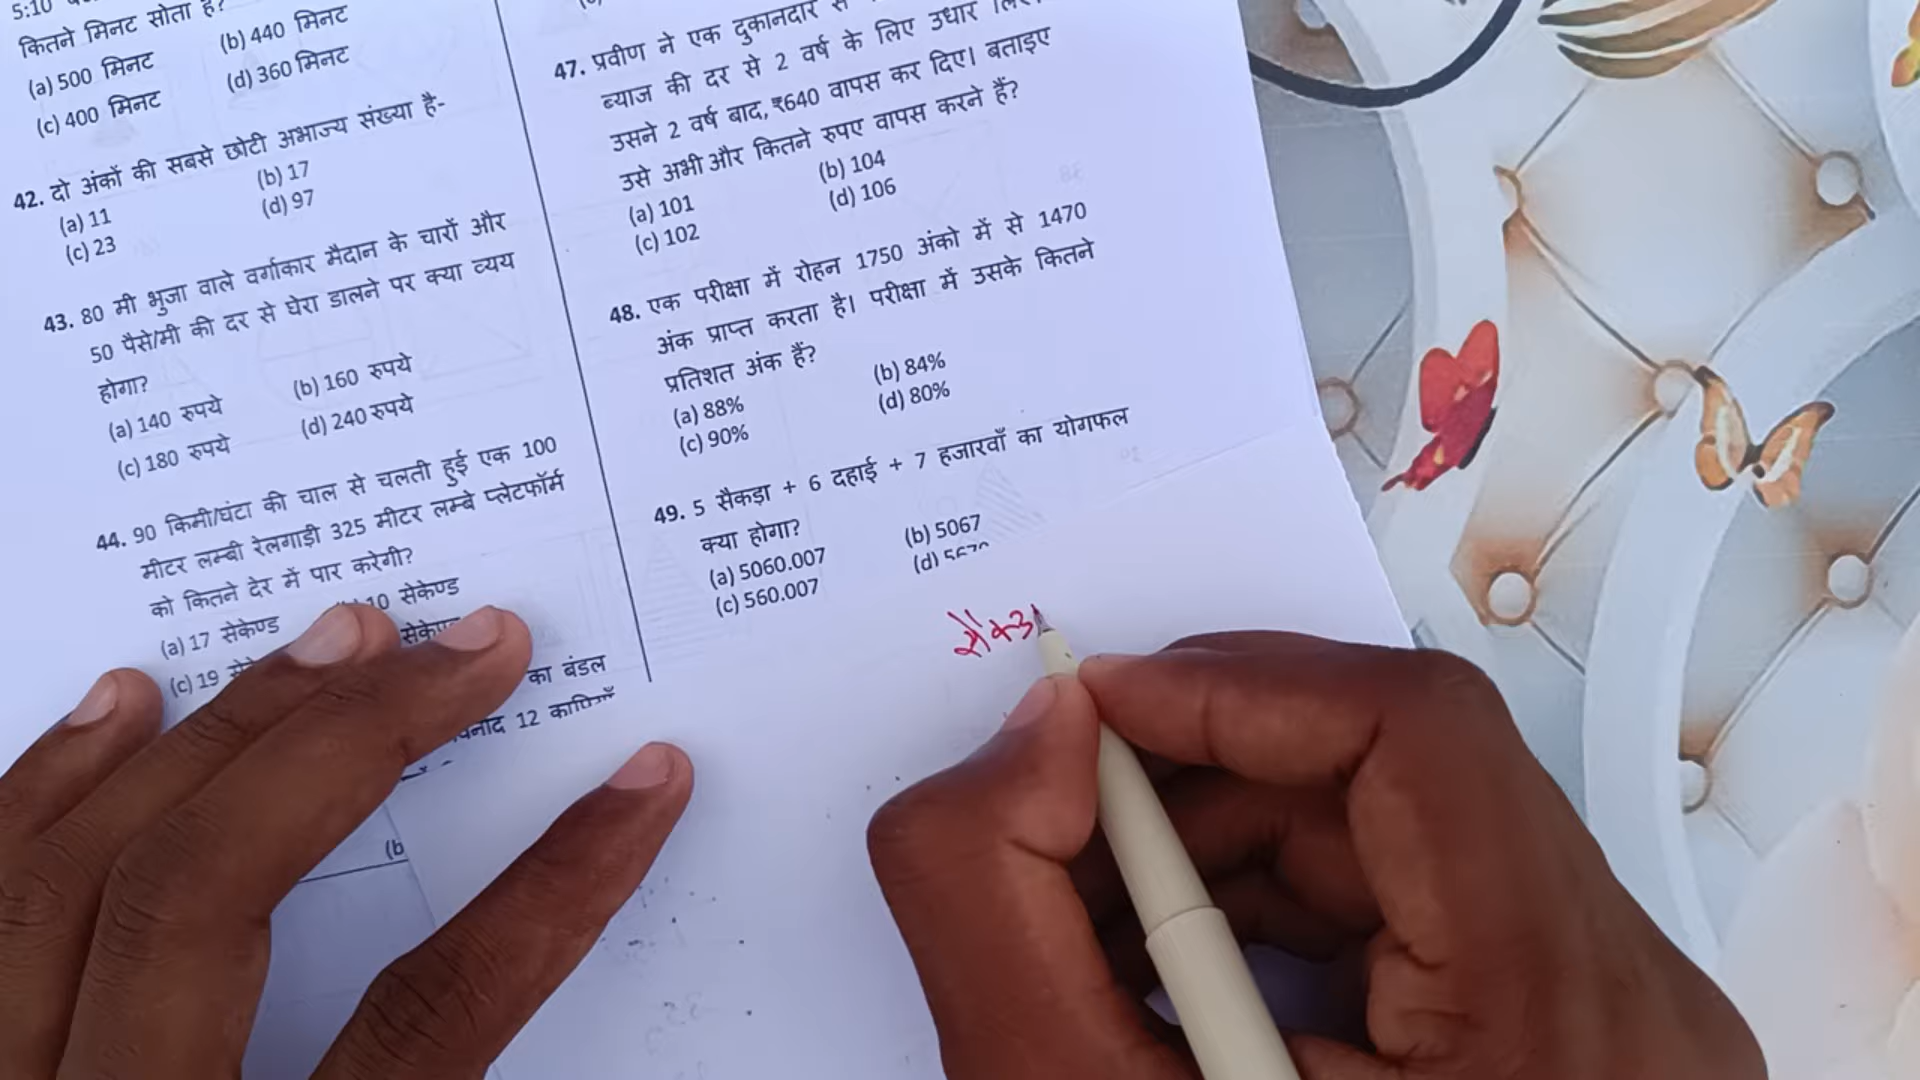 5:10
कितने मिनट सोता है?
(a) 500 मिनट (b) 440 मिनट
(c) 400 मिनट (d) 360 मिनट
42. दो अंकों की सबसे छोटी अभाज्य संख्या है-
(a) 11 (b) 17
(c) 23 (d) 97
43. 80 मी भुजा वाले वर्गाकार मैदान के चारों और
50 पैसे/मी की दर से घेरा डालने पर क्या व्यय
होगा?
(a) 140 रुपये (b) 160 रुपये
(c) 180 रुपये (d) 240 रुपये
44. 90 किमी/घंटा की चाल से चलती हुई एक 100
मीटर लम्बी रेलगाड़ी 325 मीटर लम्बे प्लेटफॉर्म
को कितने देर में पार करेगी?
(a) 17 सेकेण्ड 10 सेकेण्ड
(c) 19
का बंडल
12
(b
47. प्रवीण ने एक दुकानदार से
ब्याज की दर से 2 वर्ष के लिए उधार
उसने 2 वर्ष बाद, ₹640 वापस कर दिए। बताइए
उसे अभी और कितने रुपए वापस करने हैं?
(a) 101 (b) 104
(c) 102 (d) 106
48. एक परीक्षा में रोहन 1750 अंको में से 1470
अंक प्राप्त करता है। परीक्षा में उसके कितने
प्रतिशत अंक हैं?
(a) 88% (b) 84%
(c) 90% (d) 80%
49. 5 सैकड़ा + 6 दहाई + 7 हजारवाँ का योगफल
क्या होगा?
(a) 5060.007 (b) 5067
(c) 560.007 (d)